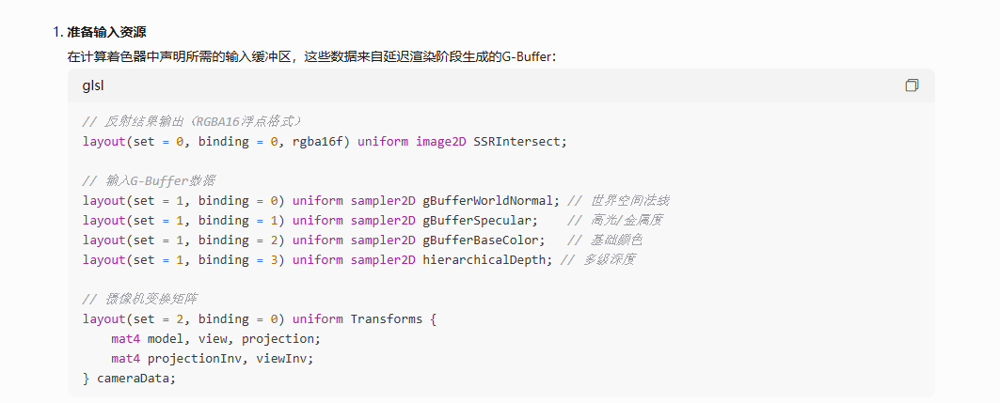 1. 准备输入资源
在计算着色器中声明所需的输入缓冲区，这些数据来自延迟渲染阶段生成的G-Buffer：
glsl
// 反射结果输出（RGBA16浮点格式）
layout(set = 0, binding = 0, rgba16f) uniform image2D SSRIntersect;
// 输入G-Buffer数据
layout(set = 1, binding = 0) uniform sampler2D gBufferWorldNormal; // 世界空间法线
layout(set = 1, binding = 1) uniform sampler2D gBufferSpecular;    // 高光/金属度
layout(set = 1, binding = 2) uniform sampler2D gBufferBaseColor;   // 基础颜色
layout(set = 1, binding = 3) uniform sampler2D hierarchicalDepth; // 多级深度
// 摄像机变换矩阵
layout(set = 2, binding = 0) uniform Transforms {
    mat4 model, view, projection;
    mat4 projectionInv, viewInv;
} cameraData;